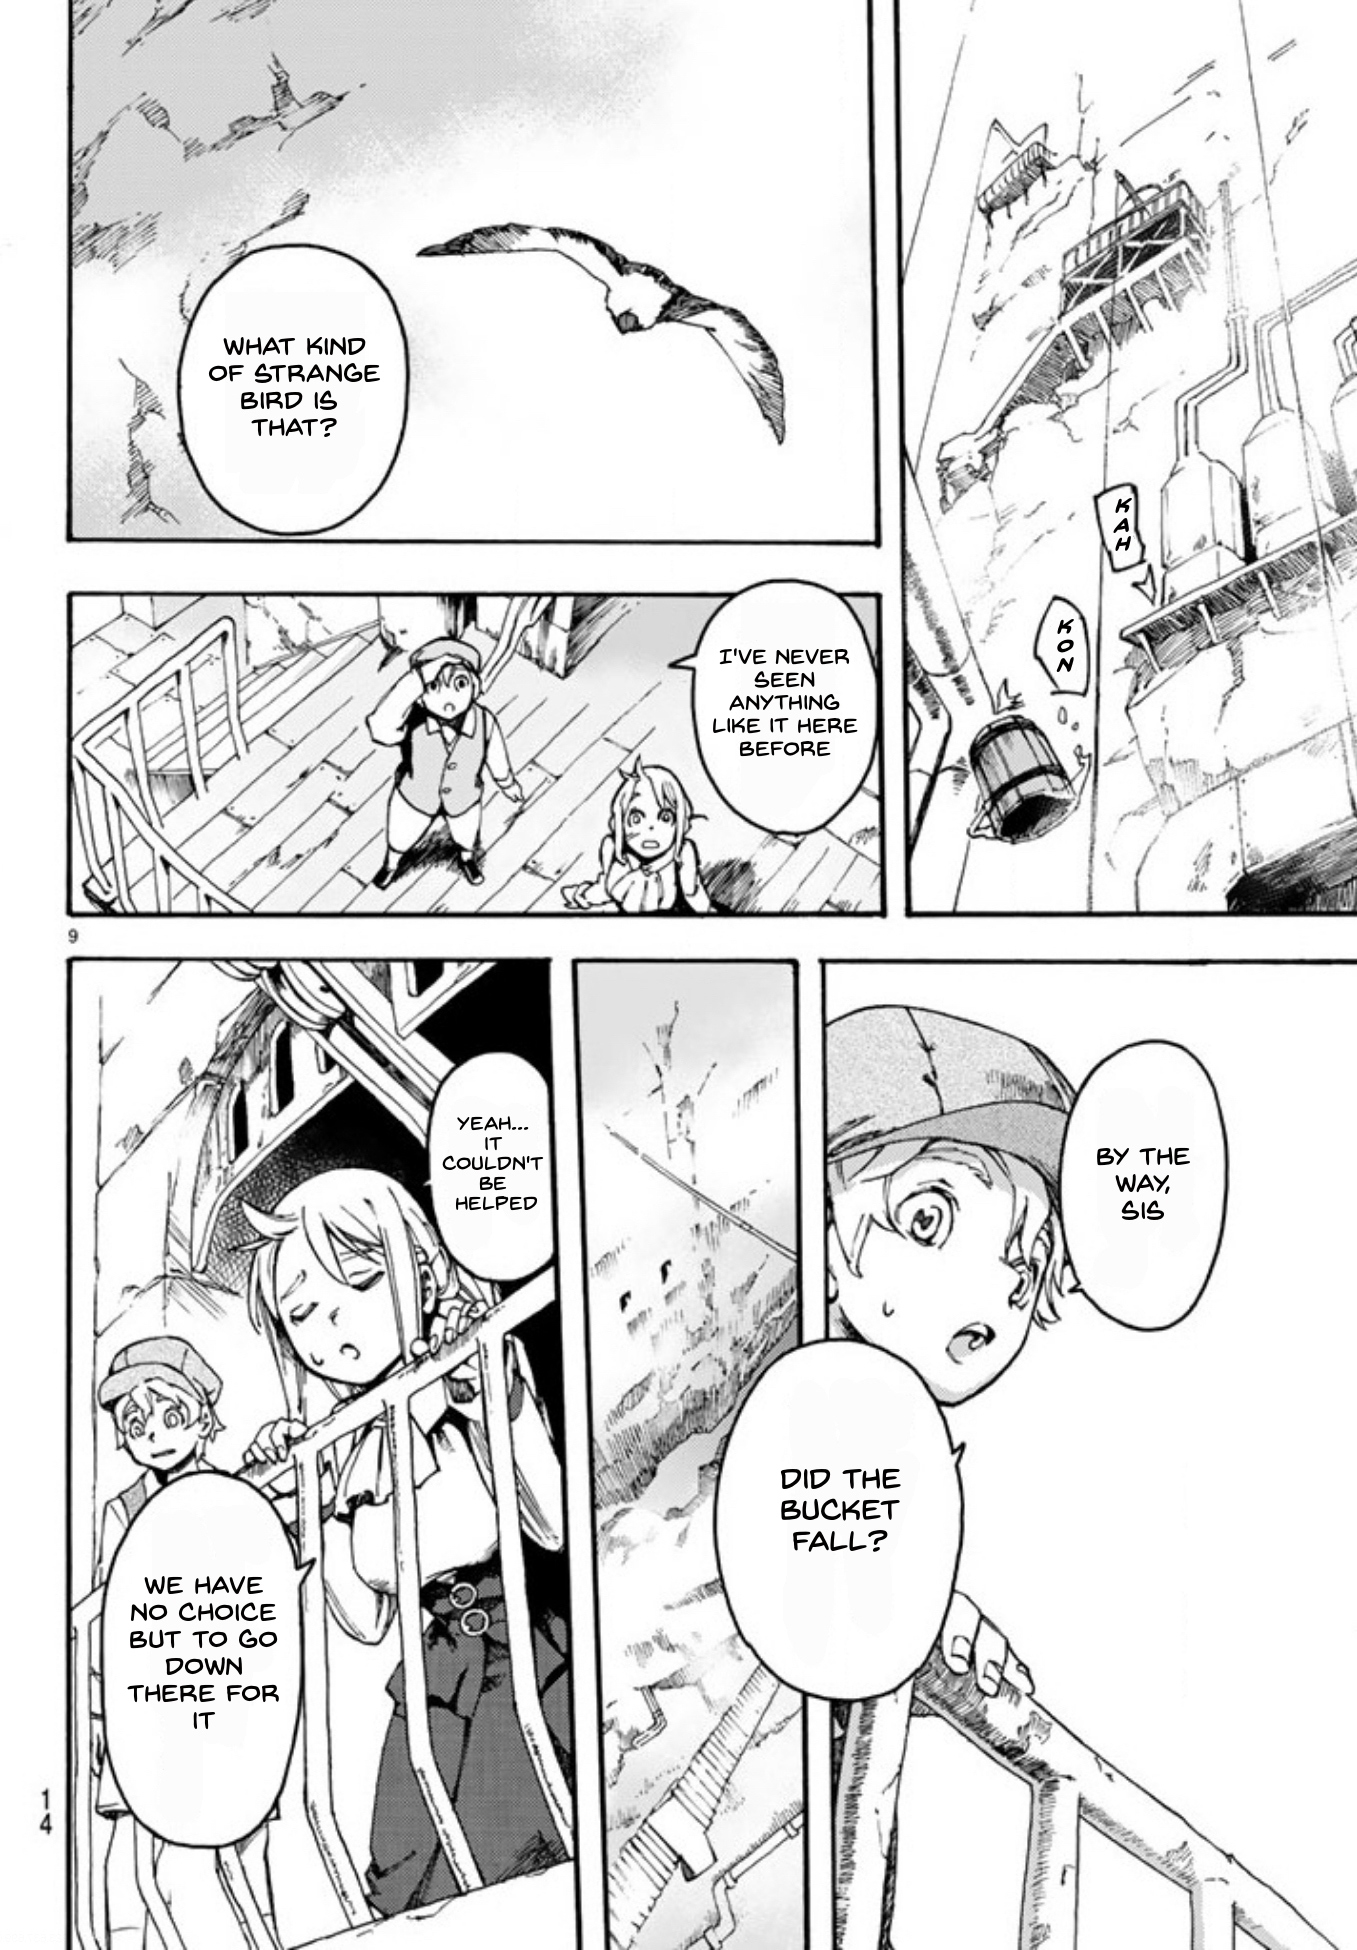 KAH
KON
WHAT KIND
OF STRANGE
BIRD IS
THAT?
I'VE NEVER
SEEN
ANYTHING
LIKE IT HERE
BEFORE
9
BY THE
WAY,
SIS
DID THE
BUCKET
FALL?
YEAH...
IT
COULDN'T
BE
HELPED
WE HAVE
NO CHOICE
BUT TO GO
DOWN
THERE FOR
IT
14